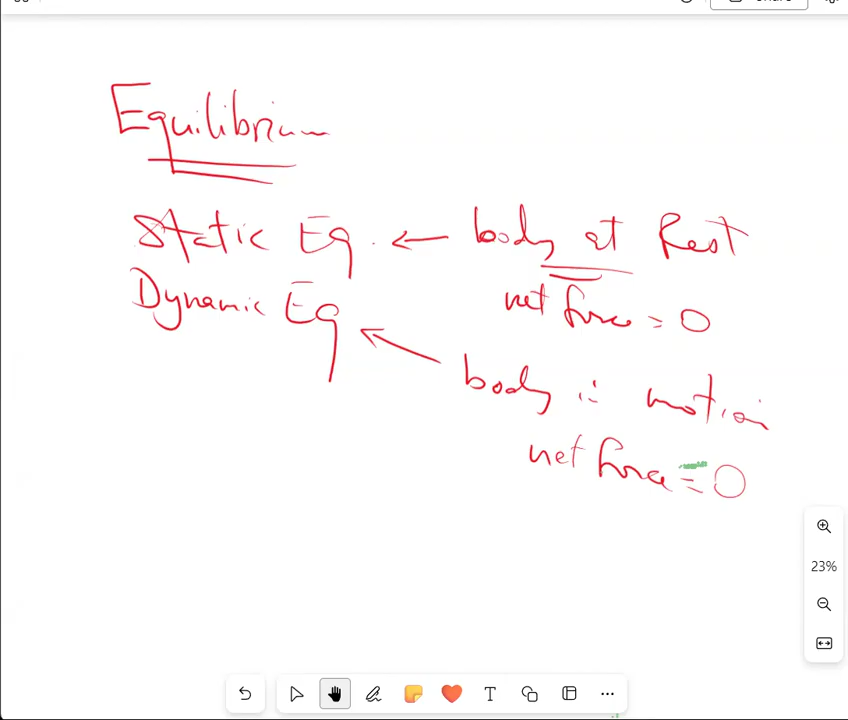 Equilibrium
Static Eq. ← body at Rest
net force = 0
Dynamic Eq ← body in motion
net force = 0
23%